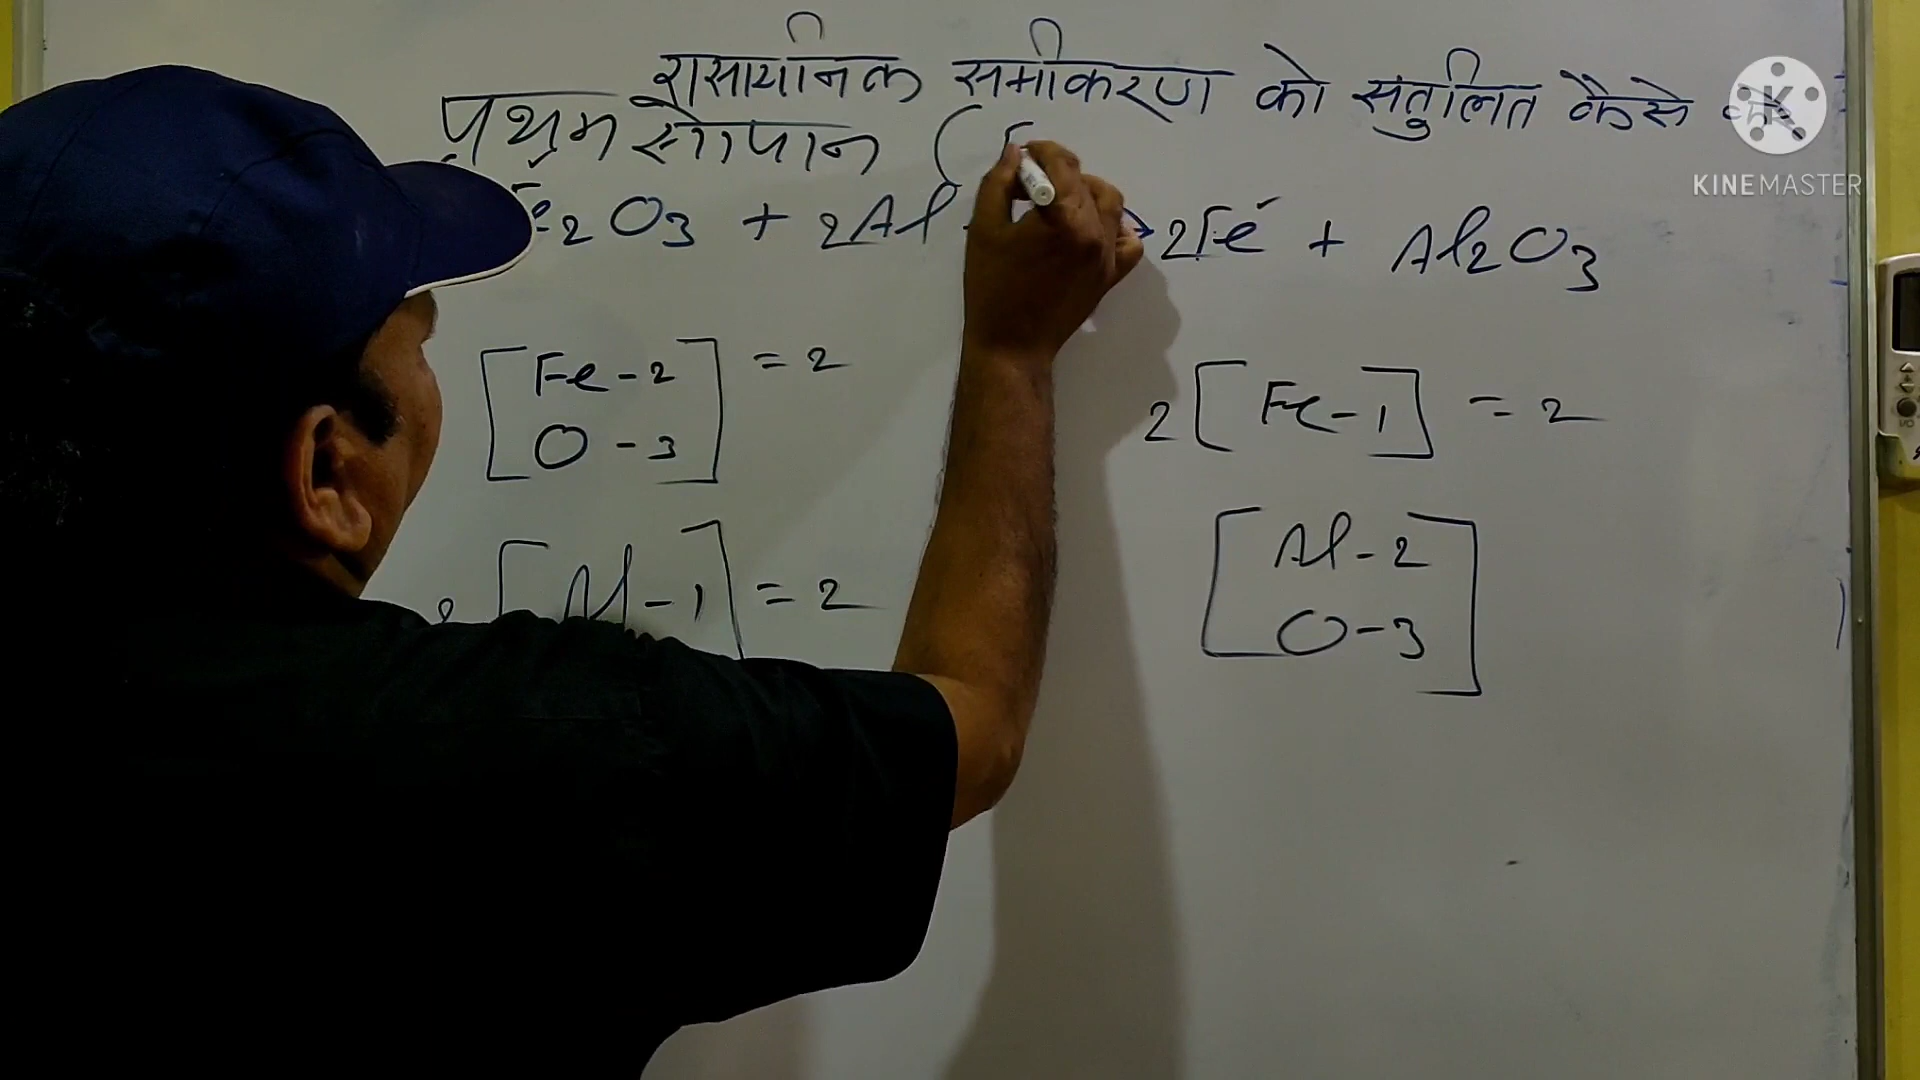 रासायनिक समीकरण को संतुलित कैसे
प्रथम सोपान (
Fe2O3 + 2Al → 2Fe + Al2O3
[Fe-2 = 2
O-3]
2[Fe-1] = 2
[Al-1] = 2
[Al-2
O-3]
KINEMASTER